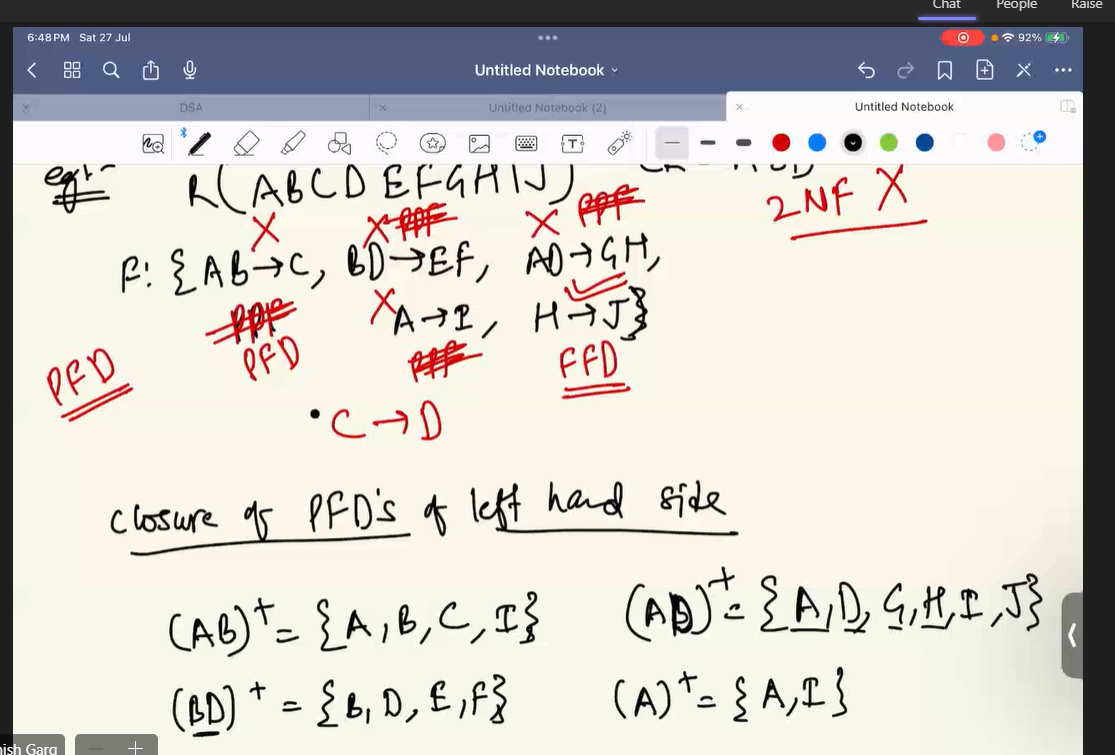 Chat People Raise
6:48 PM Sat 27 Jul 92%
Untitled Notebook
DSA Untitled Notebook (2) Untitled Notebook
eg:- R(ABCDEFGHIJ)
2NF X
X X PPF X PPF
F: {AB→C, BD→EF, AD→GH,
PPF X A→I, H→J}
PFD PFD PPF FFD
C→D
closure of PFD's of left hand side
(AB)+ = {A, B, C, I} (AD)+ = {A, D, G, H, I, J}
(BD)+ = {B, D, E, F} (A)+ = {A, I}
ish Garg